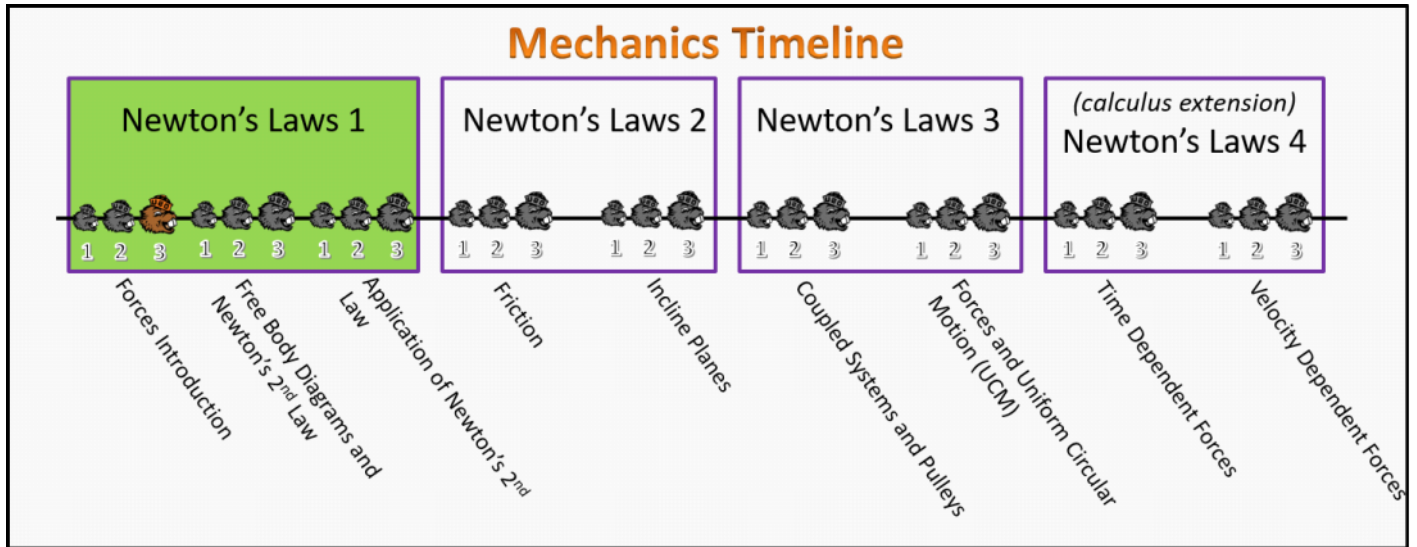 Mechanics Timeline
Newton's Laws 1
Newton's Laws 2
Newton's Laws 3
(calculus extension)
Newton's Laws 4
1 2 3 1 2 3 1 2 3 1 2 3 1 2 3 1 2 3 1 2 3 1 2 3 1 2 3
Forces Introduction
Free Body Diagrams and
Newton's 2nd Law
Application of Newton's 2nd
Law
Friction
Incline Planes
Coupled Systems and Pulleys
Forces and Uniform Circular
Motion (UCM)
Time Dependent Forces
Velocity Dependent Forces